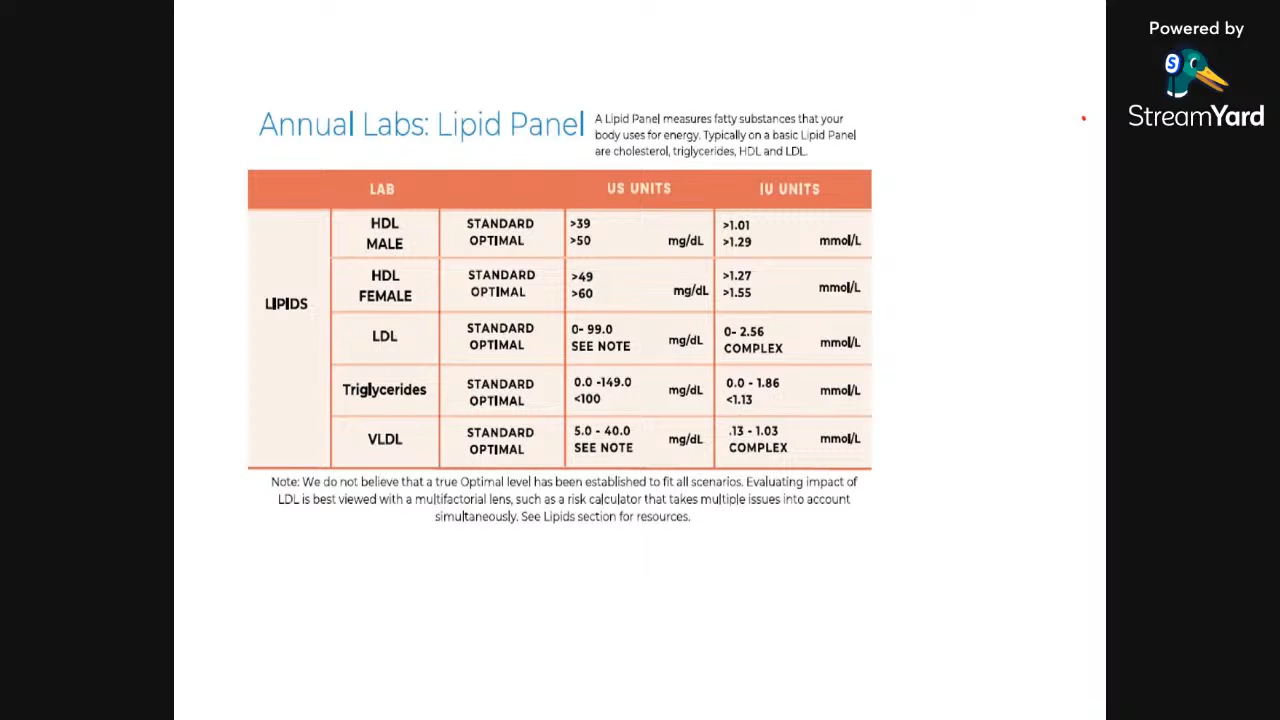 Powered by
StreamYard
Annual Labs: Lipid Panel
A Lipid Panel measures fatty substances that your
body uses for energy. Typically on a basic Lipid Panel
are cholesterol, triglycerides, HDL and LDL.
LAB US UNITS IU UNITS
LIPIDS
HDL
MALE
STANDARD
OPTIMAL
>39
>50
mg/dL
>1.01
>1.29
mmol/L
HDL
FEMALE
STANDARD
OPTIMAL
>49
>60
mg/dL
>1.27
>1.55
mmol/L
LDL
STANDARD
OPTIMAL
0- 99.0
SEE NOTE
mg/dL
0- 2.56
COMPLEX
mmol/L
Triglycerides
STANDARD
OPTIMAL
0.0 -149.0
<100
mg/dL
0.0 - 1.86
<1.13
mmol/L
VLDL
STANDARD
OPTIMAL
5.0 - 40.0
SEE NOTE
mg/dL
.13 - 1.03
COMPLEX
mmol/L
Note: We do not believe that a true Optimal level has been established to fit all scenarios. Evaluating impact of
LDL is best viewed with a multifactorial lens, such as a risk calculator that takes multiple issues into account
simultaneously. See Lipids section for resources.